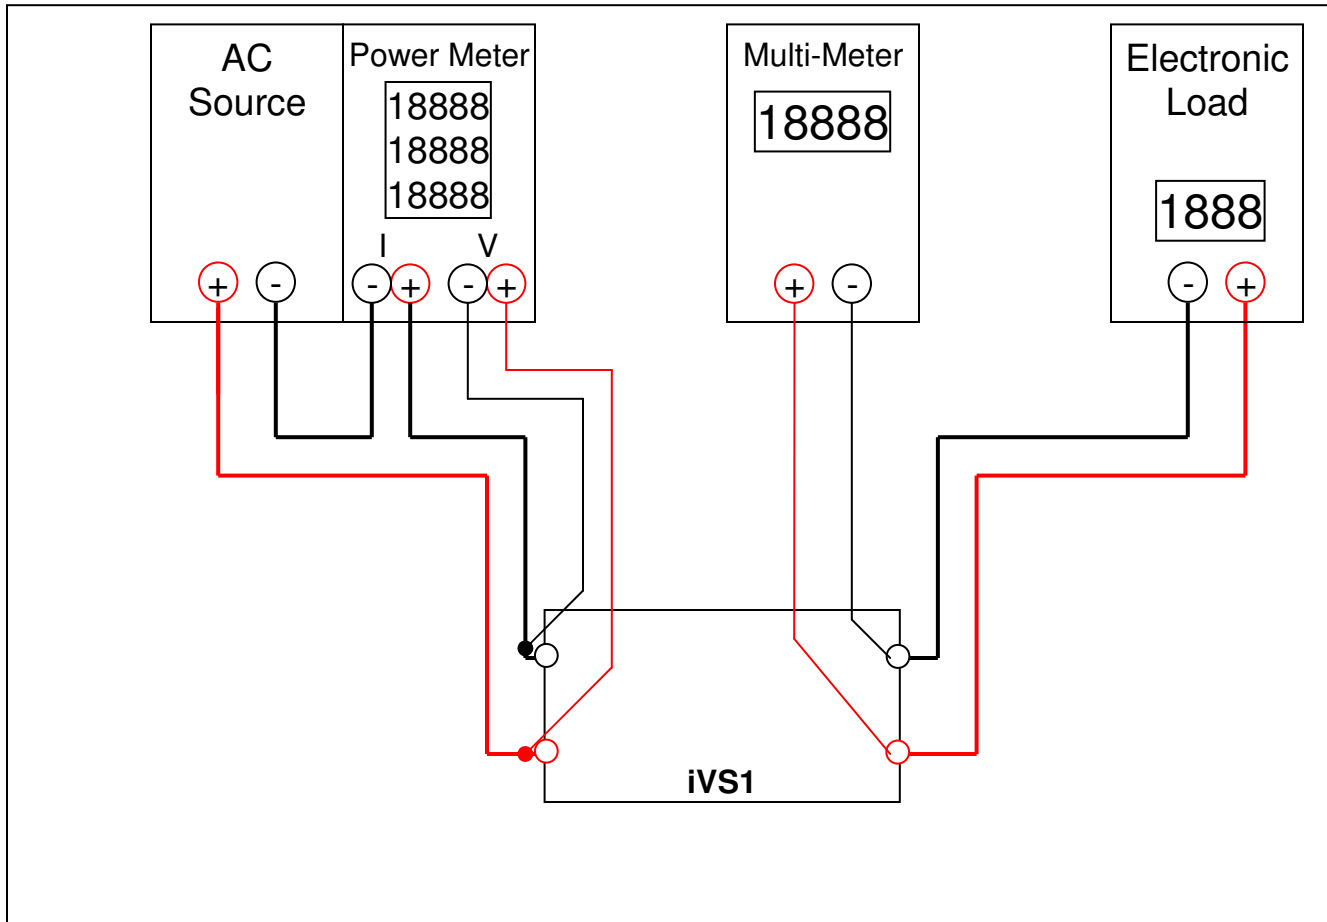 AC
Source
Power Meter
18888
18888
18888
I V
- + - +
+ -
Multi-Meter
18888
+ -
Electronic
Load
1888
- +
iVS1